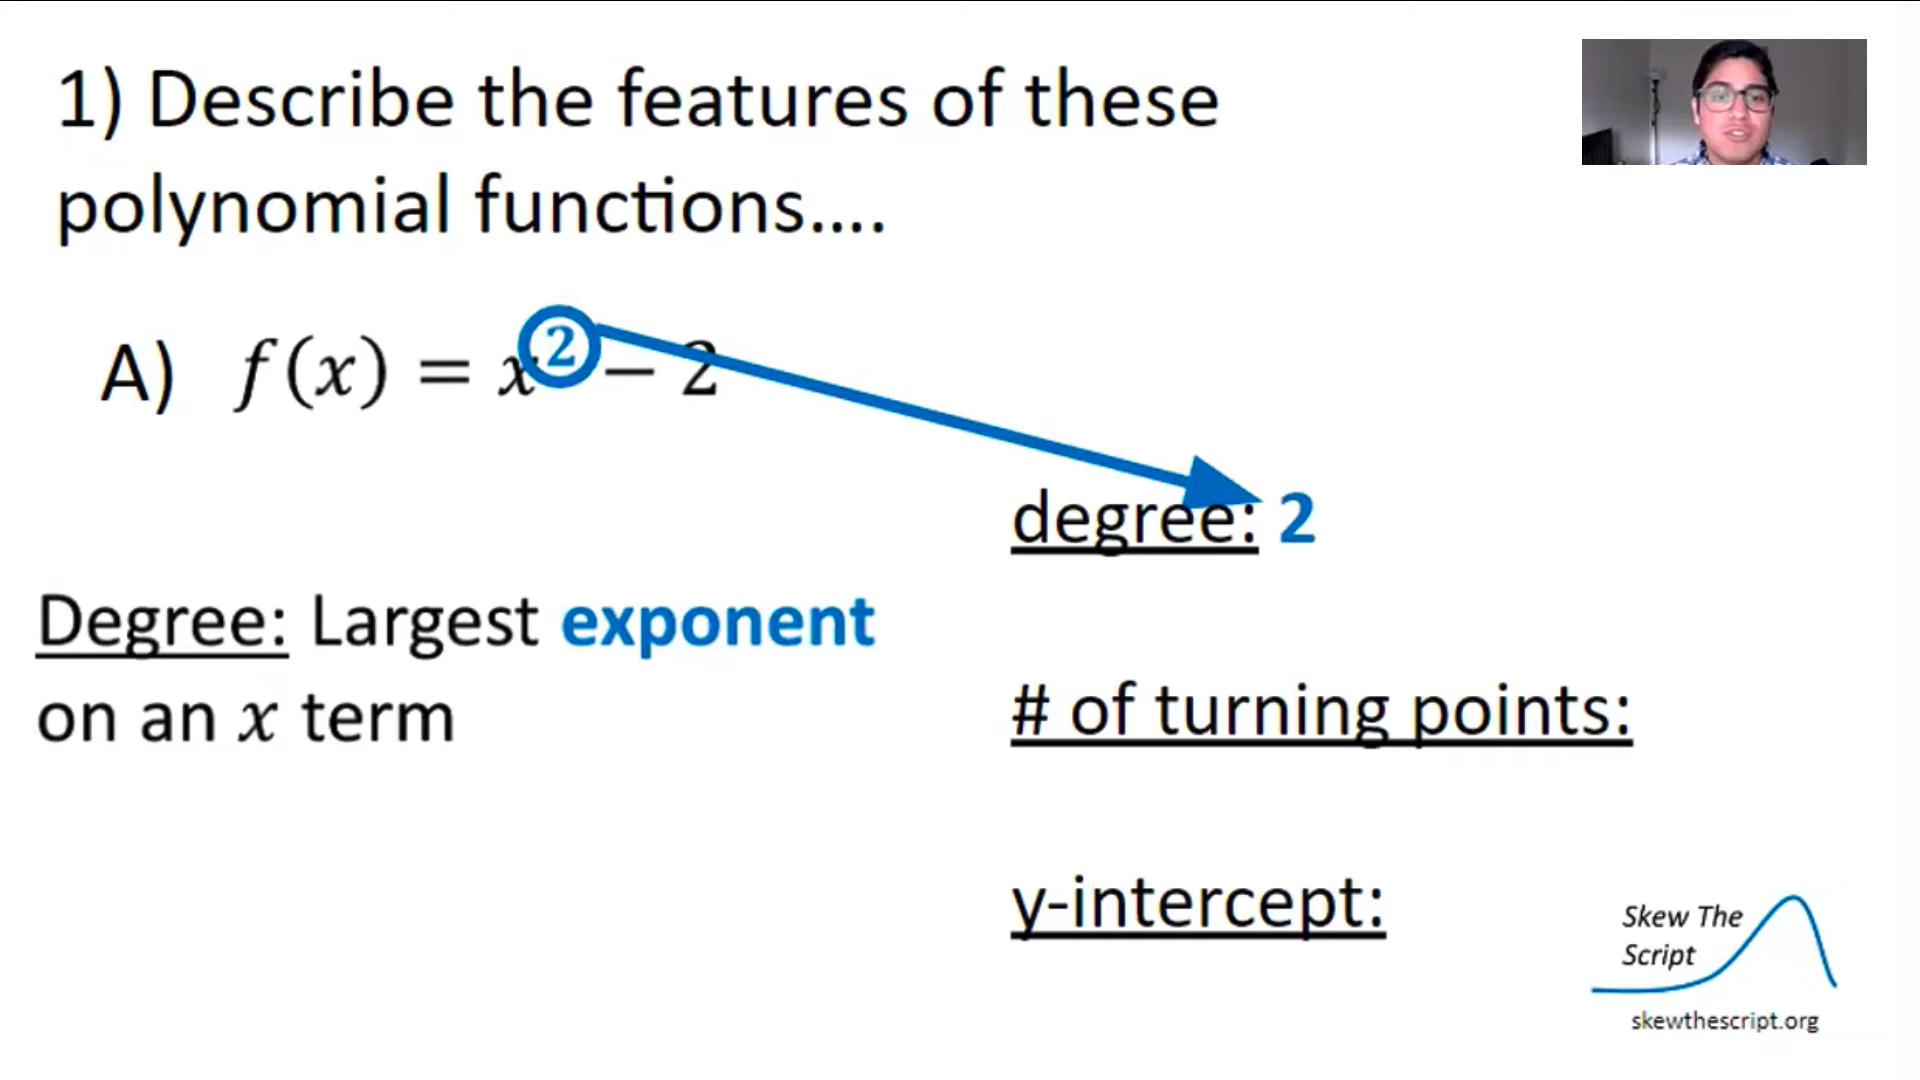 1) Describe the features of these
polynomial functions....
A) f(x) = x² − 2
degree: 2
Degree: Largest exponent
on an x term
# of turning points:
y-intercept:
Skew The
Script
skewthescript.org